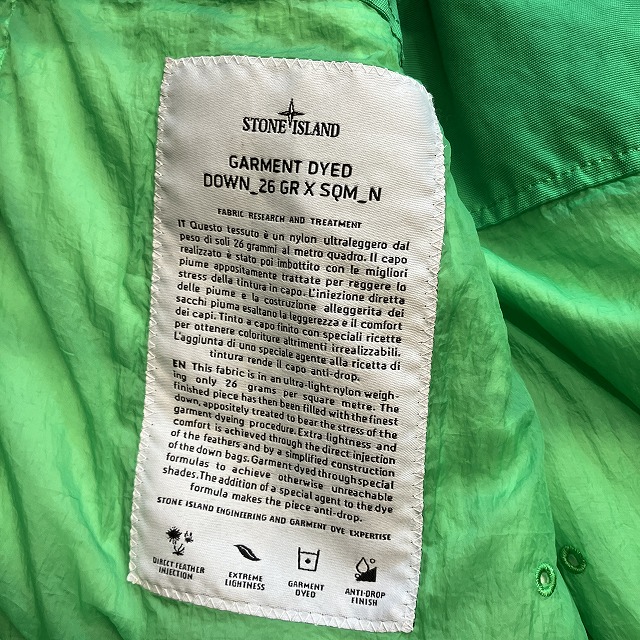 STONE ISLAND
GARMENT DYED
DOWN_26 GR X SQM_N
FABRIC RESEARCH AND TREATMENT
IT Questo tessuto è un nylon ultraleggero dal
peso di soli 26 grammi al metro quadro. Il capo
realizzato è stato poi imbottito con le migliori
piume appositamente trattate per reggere lo
stress della tintura in capo. L'iniezione diretta
delle piume e la costruzione alleggerita dei
sacchi piuma esaltano la leggerezza e il comfort
dei capi. Tinto a capo finito con speciali ricette
per ottenere coloriture altrimenti irrealizzabili.
L'aggiunta di uno speciale agente alla ricetta di
tintura rende il capo anti-drop.
EN This fabric is in an ultra-light nylon weigh-
ing only 26 grams per square metre. The
finished piece has then been filled with the finest
down, appositely treated to bear the stress of the
garment dyeing procedure. Extra lightness and
comfort is achieved through the direct injection
of the feathers and by a simplified construction
of the down bags. Garment dyed through special
formulas to achieve otherwise unreachable
shades. The addition of a special agent to the dye
formula makes the piece anti-drop.
STONE ISLAND ENGINEERING AND GARMENT DYE EXPERTISE
DIRECT FEATHER
INJECTION
EXTREME
LIGHTNESS
GARMENT
DYED
ANTI-DROP
FINISH